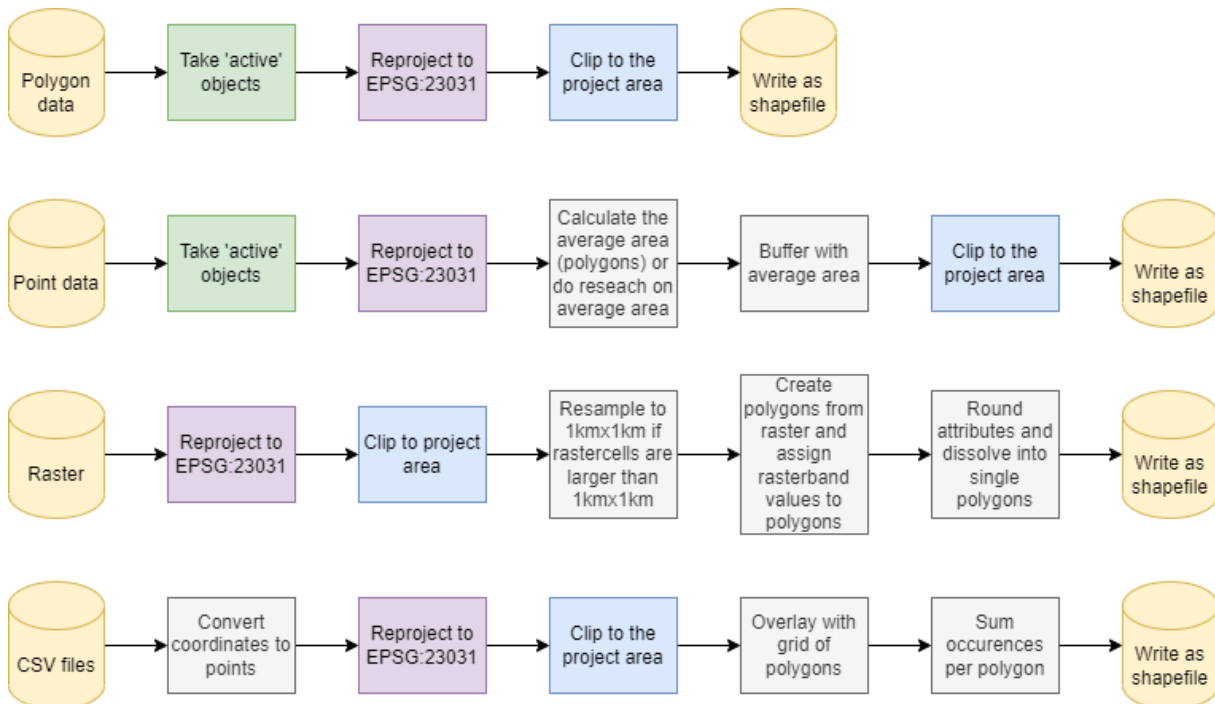 Polygon
data
Take 'active'
objects
Reproject to
EPSG:23031
Clip to the
project area
Write as
shapefile
Point data
Take 'active'
objects
Reproject to
EPSG:23031
Calculate the
average area
(polygons) or
do reseach on
average area
Buffer with
average area
Clip to the
project area
Write as
shapefile
Raster
Reproject to
EPSG:23031
Clip to project
area
Resample to
1kmx1km if
rastercells are
larger than
1kmx1km
Create
polygons from
raster and
assign
rasterband
values to
polygons
Round
attributes and
dissolve into
single
polygons
Write as
shapefile
CSV files
Convert
coordinates to
points
Reproject to
EPSG:23031
Clip to the
project area
Overlay with
grid of
polygons
Sum
occurences
per polygon
Write as
shapefile